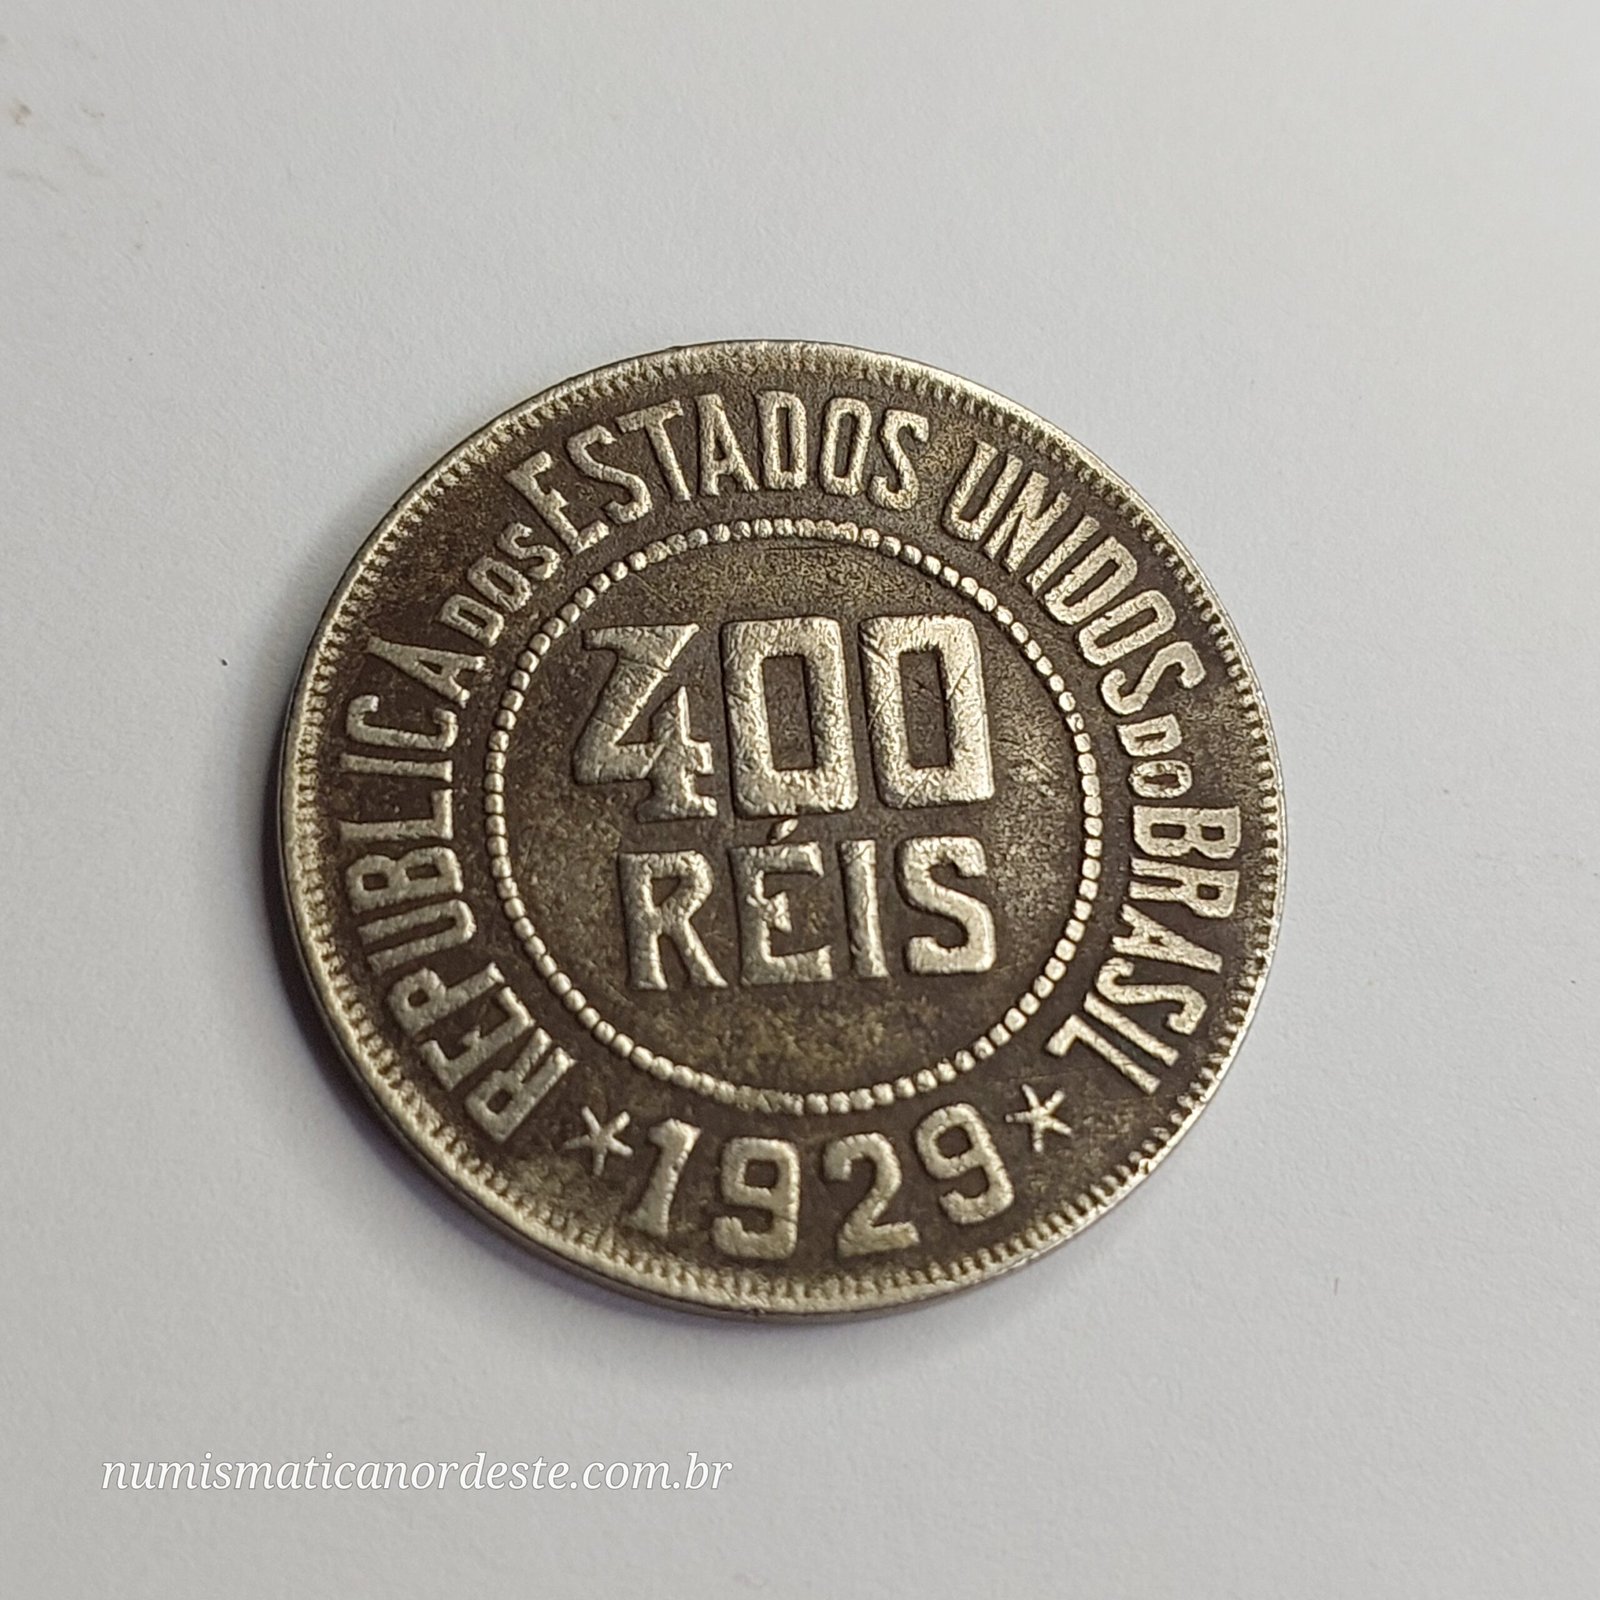 REPUBLICA DOS ESTADOS UNIDOS DO BRASIL
400
RÉIS
1929
numismaticanordeste.com.br